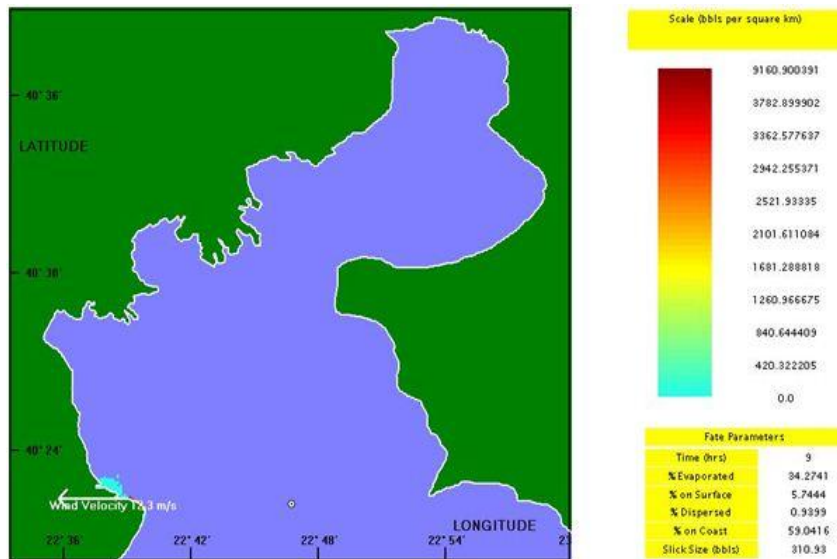 Scale (bbls per square km)
9160.900391
3782.899902
3362.577637
2942.255371
2521.93335
2101.611084
1681.288818
1260.966675
840.644409
420.322205
0.0
40° 36'
LATITUDE
40° 30'
40° 24'
Wind Velocity 12.3 m/s
LONGITUDE
22° 36' 22° 42' 22° 48' 22° 54' 23
Fate Parameters
Time (hrs) 9
% Evaporated 34.2741
% on Surface 5.7444
% Dispersed 0.9399
% on Coast 59.0416
Slick Size (bbls) 310.93